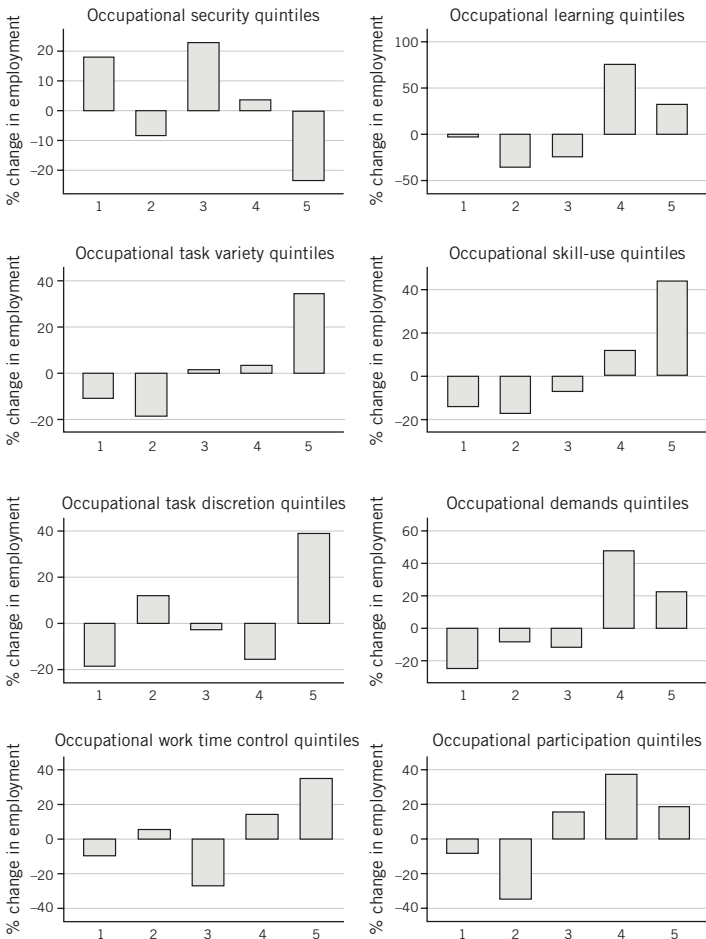 Occupational security quintiles
% change in employment
20
10
0
–10
–20
1 2 3 4 5
Occupational learning quintiles
% change in employment
100
50
0
–50
1 2 3 4 5
Occupational task variety quintiles
% change in employment
40
20
0
–20
1 2 3 4 5
Occupational skill-use quintiles
% change in employment
40
20
0
–20
1 2 3 4 5
Occupational task discretion quintiles
% change in employment
40
20
0
–20
1 2 3 4 5
Occupational demands quintiles
% change in employment
60
40
20
0
–20
1 2 3 4 5
Occupational work time control quintiles
% change in employment
40
20
0
–20
–40
1 2 3 4 5
Occupational participation quintiles
% change in employment
40
20
0
–20
–40
1 2 3 4 5